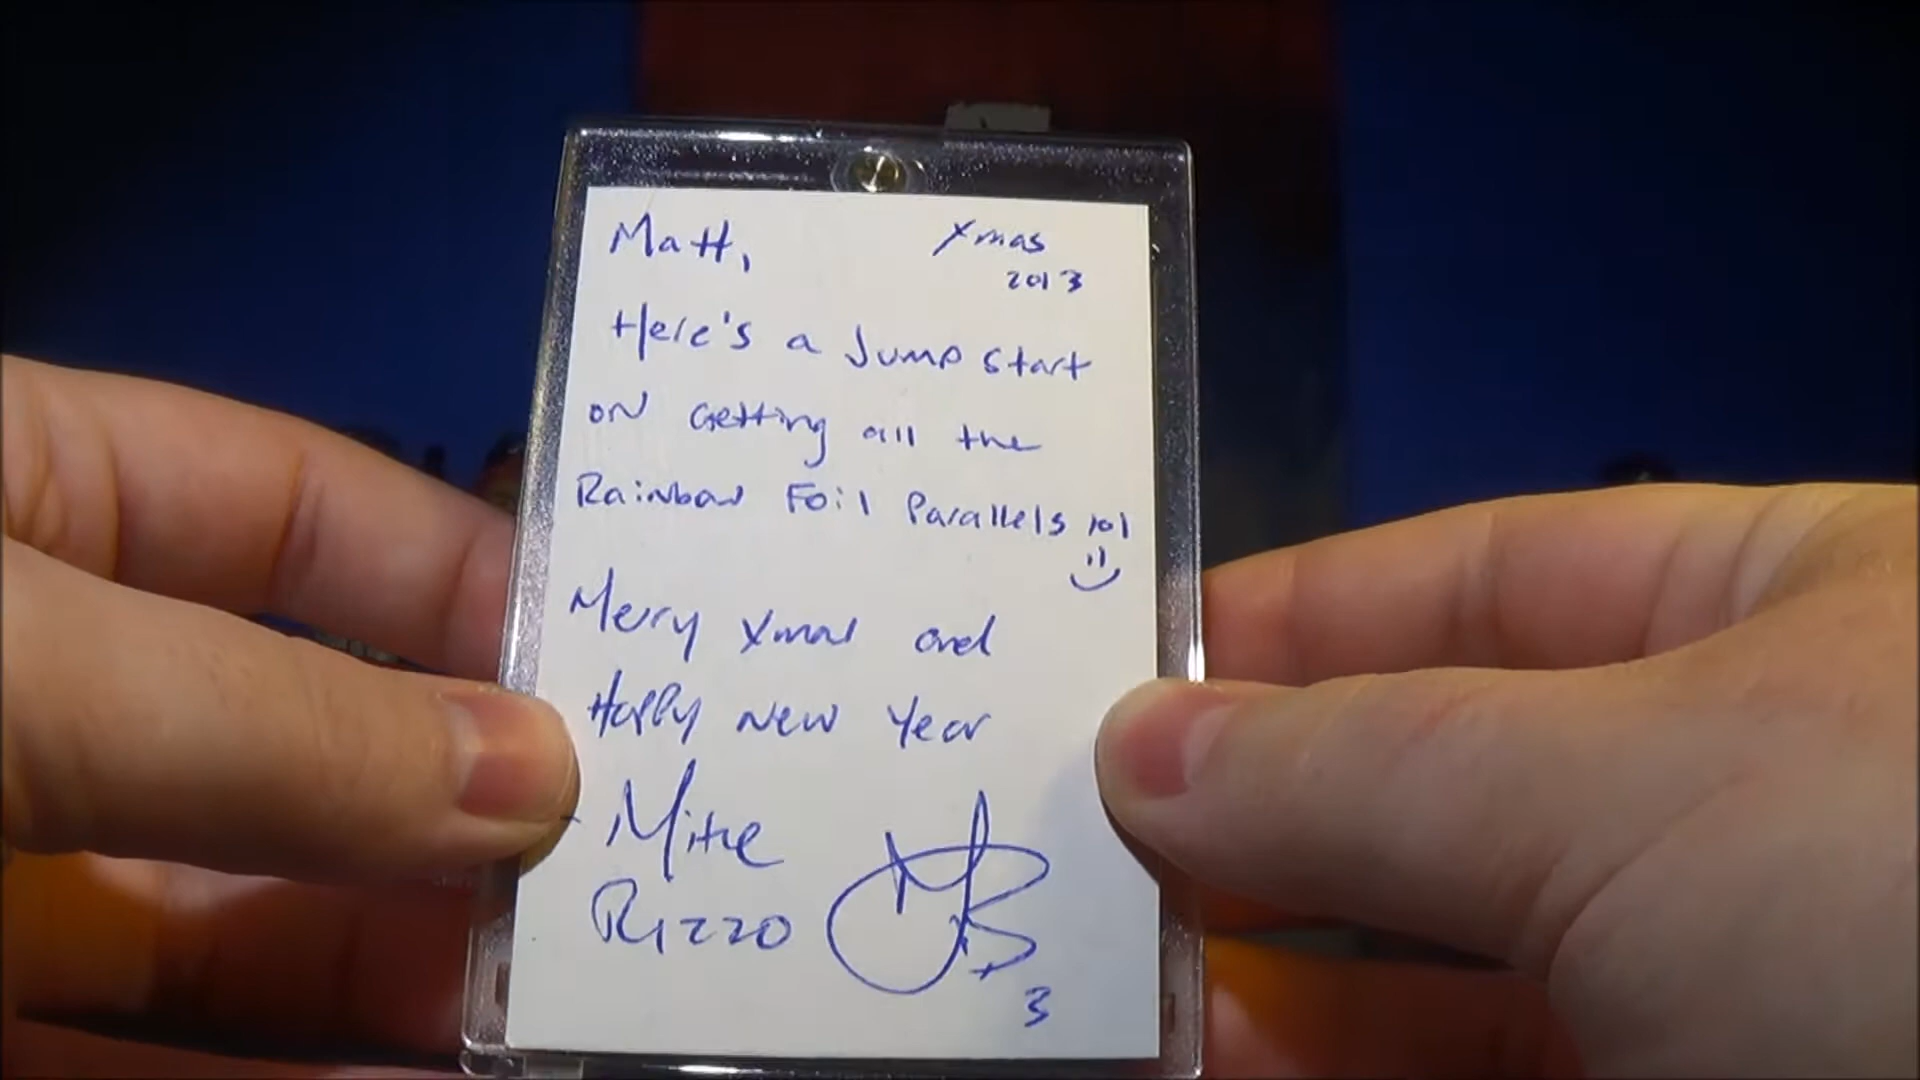 Matt,
Xmas
2013
Here's a Jump start
on Getting all the
Rainbow Foil Parallels lol
Merry Xmas and
Happy New Year
Mike
Rizzo
3